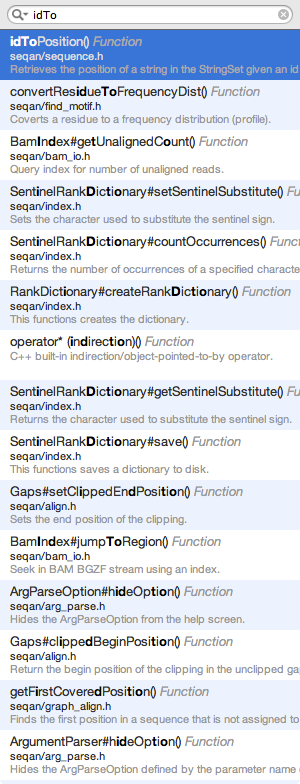 idTo
idToPosition() Function
seqan/sequence.h
Retrieves the position of a string in the StringSet given an id
convertResidueToFrequencyDist() Function
seqan/find_motif.h
Coverts a residue to a frequency distribution (profile).
BamIndex#getUnalignedCount() Function
seqan/bam_io.h
Query index for number of unaligned reads.
SentinelRankDictionary#setSentinelSubstitute() Function
seqan/index.h
Sets the character used to substitute the sentinel sign.
SentinelRankDictionary#countOccurrences() Function
seqan/index.h
Returns the number of occurrences of a specified characte
RankDictionary#createRankDictionary() Function
seqan/index.h
This functions creates the dictionary.
operator* (indirection)() Function
C++ built-in indirection/object-pointed-to-by operator.
SentinelRankDictionary#getSentinelSubstitute() Function
seqan/index.h
Returns the character used to substitute the sentinel sign.
SentinelRankDictionary#save() Function
seqan/index.h
This functions saves a dictionary to disk.
Gaps#setClippedEndPosition() Function
seqan/align.h
Sets the end position of the clipping.
BamIndex#jumpToRegion() Function
seqan/bam_io.h
Seek in BAM BGZF stream using an index.
ArgParseOption#hideOption() Function
seqan/arg_parse.h
Hides the ArgParseOption from the help screen.
Gaps#clippedBeginPosition() Function
seqan/align.h
Return the begin position of the clipping in the unclipped ga
getFirstCoveredPosition() Function
seqan/graph_align.h
Finds the first position in a sequence that is not assigned to
ArgumentParser#hideOption() Function
seqan/arg_parse.h
Hides the ArgParseOption defined by the parameter name